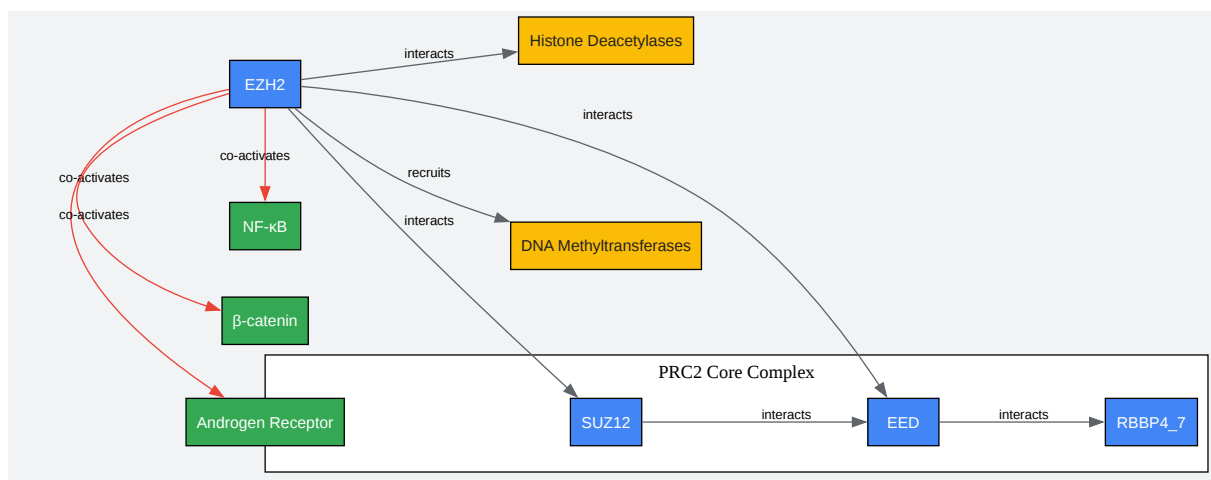 Histone Deacetylases
interacts
EZH2
interacts
co-activates
recruits
co-activates
co-activates
interacts
NF-κB
DNA Methyltransferases
β-catenin
PRC2 Core Complex
Androgen Receptor
SUZ12
interacts
EED
interacts
RBBP4_7